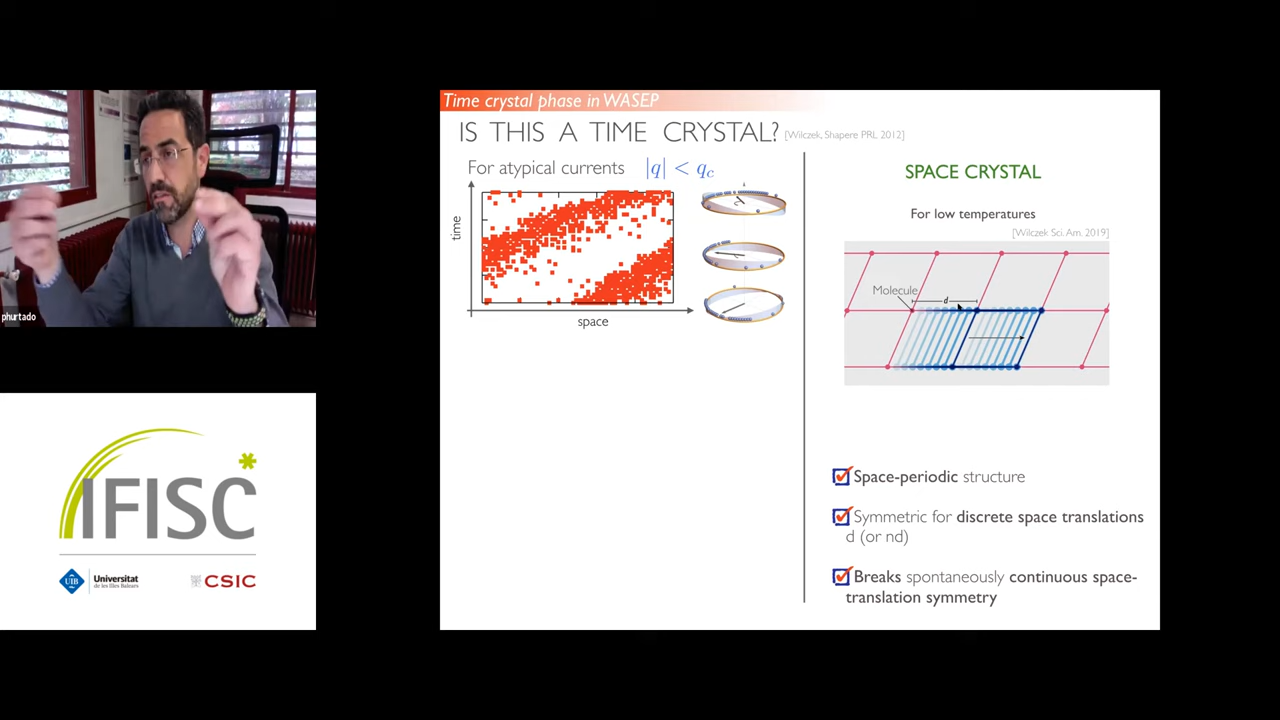 phurtado
IFISC
UIB
Universitat
de les Illes Balears
CSIC
Time crystal phase in WASEP
IS THIS A TIME CRYSTAL? [Wilczek, Shapere PRL 2012]
For atypical currents |q| < q_c
time
space
SPACE CRYSTAL
For low temperatures
[Wilczek Sci. Am. 2019]
Molecule
d
Space-periodic structure
Symmetric for discrete space translations
d (or nd)
Breaks spontaneously continuous space-
translation symmetry